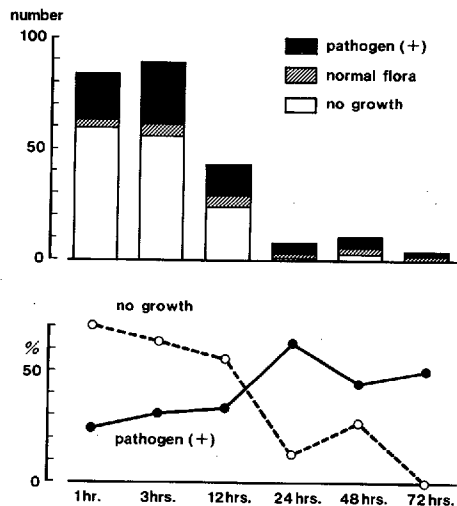 number
100
50
0
pathogen (+)
normal flora
no growth
no growth
%
50
0
pathogen (+)
1hr. 3hrs. 12hrs. 24hrs. 48hrs. 72hrs.